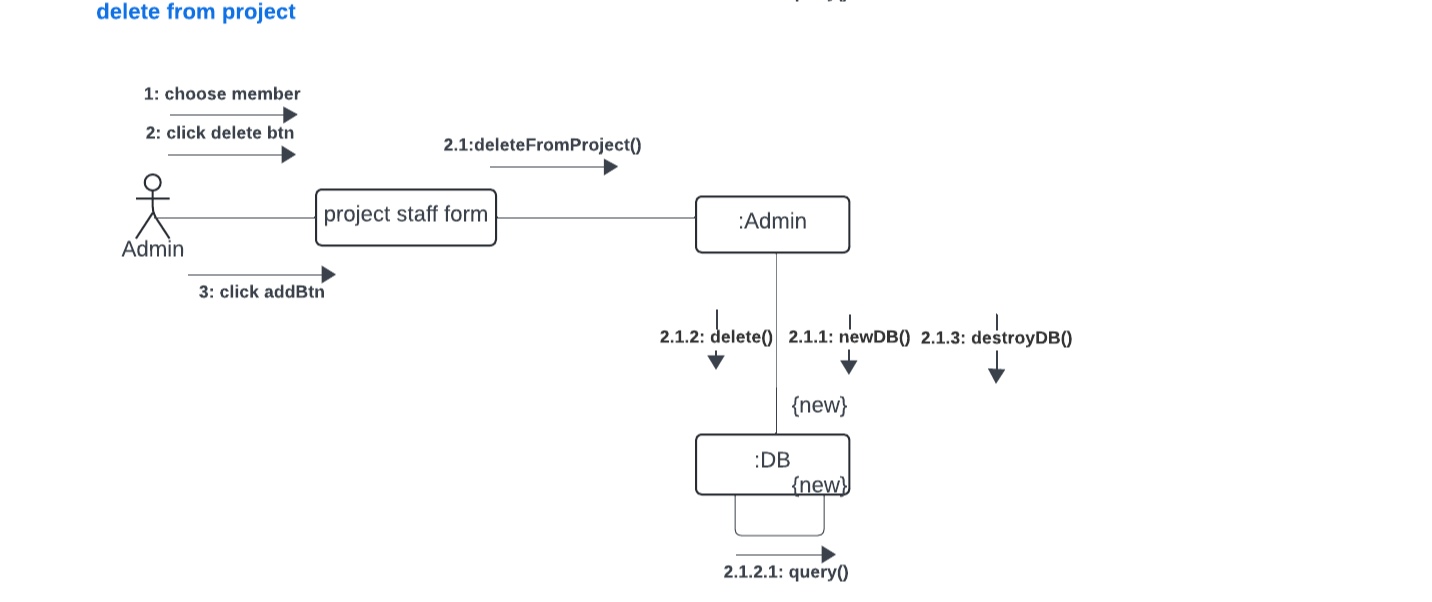 delete from project
1: choose member
2: click delete btn
2.1:deleteFromProject()
project staff form
:Admin
Admin
3: click addBtn
2.1.2: delete()
2.1.1: newDB()
2.1.3: destroyDB()
{new}
:DB
{new}
2.1.2.1: query()